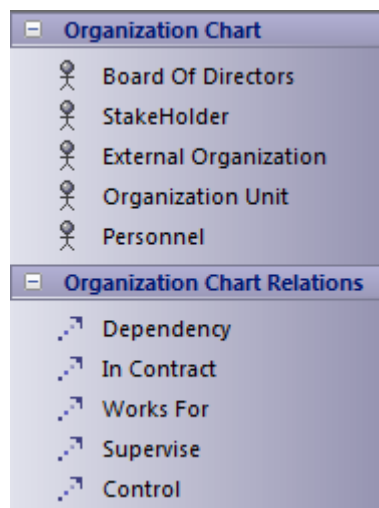 Organization Chart
Board Of Directors
StakeHolder
External Organization
Organization Unit
Personnel
Organization Chart Relations
Dependency
In Contract
Works For
Supervise
Control